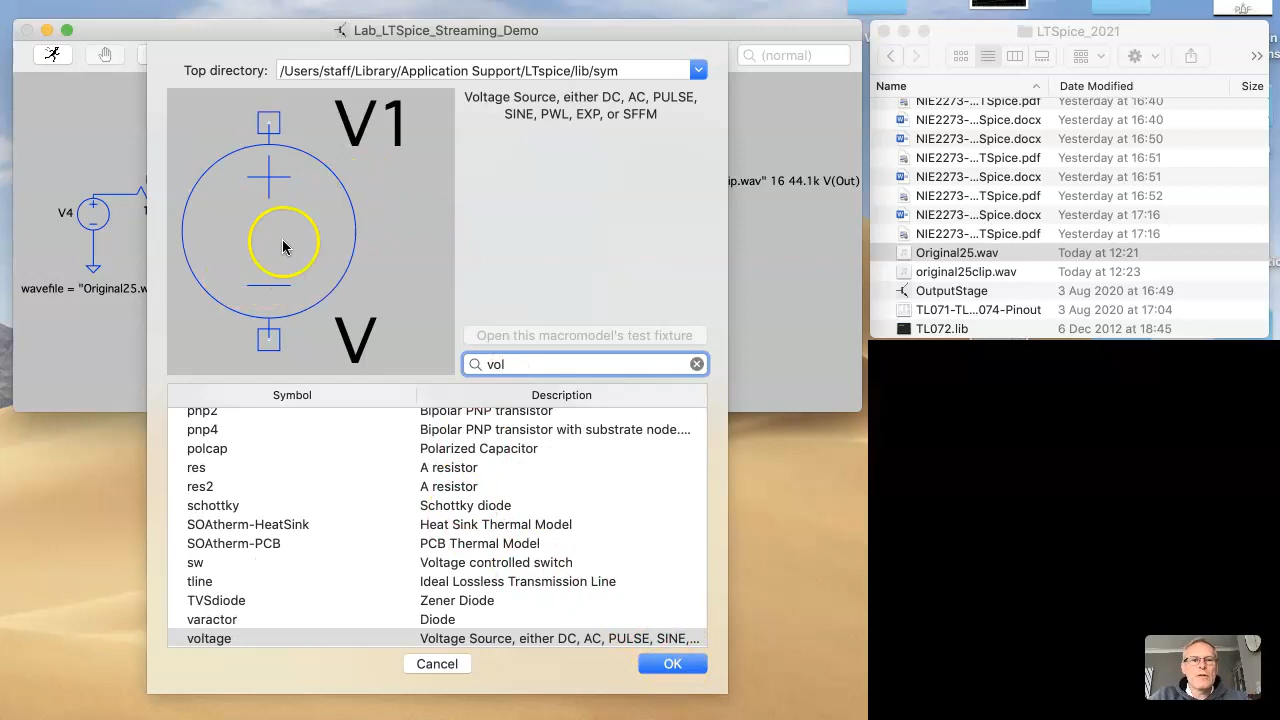 Lab_LTSpice_Streaming_Demo
(normal)
Top directory:
/Users/staff/Library/Application Support/LTspice/lib/sym
V1
V
Voltage Source, either DC, AC, PULSE,
SINE, PWL, EXP, or SFFM
V4
wavefile = "Original25.w
ip.wav" 16 44.1k V(Out)
Open this macromodel's test fixture
vol
Symbol Description
pnp2 Bipolar PNP transistor
pnp4 Bipolar PNP transistor with substrate node....
polcap Polarized Capacitor
res A resistor
res2 A resistor
schottky Schottky diode
SOAtherm-HeatSink Heat Sink Thermal Model
SOAtherm-PCB PCB Thermal Model
sw Voltage controlled switch
tline Ideal Lossless Transmission Line
TVSdiode Zener Diode
varactor Diode
voltage Voltage Source, either DC, AC, PULSE, SINE,...
Cancel
OK
LTSpice_2021
Name Date Modified Size
NIE2273-...TSpice.pdf Yesterday at 16:40
NIE2273-...Spice.docx Yesterday at 16:40
NIE2273-...Spice.docx Yesterday at 16:50
NIE2273-...TSpice.pdf Yesterday at 16:51
NIE2273-...Spice.docx Yesterday at 16:51
NIE2273-...TSpice.pdf Yesterday at 16:52
NIE2273-...Spice.docx Yesterday at 17:16
NIE2273-...TSpice.pdf Yesterday at 17:16
Original25.wav Today at 12:21
original25clip.wav Today at 12:23
OutputStage 3 Aug 2020 at 16:49
TL071-TL...074-Pinout 3 Aug 2020 at 17:04
TL072.lib 6 Dec 2012 at 18:45